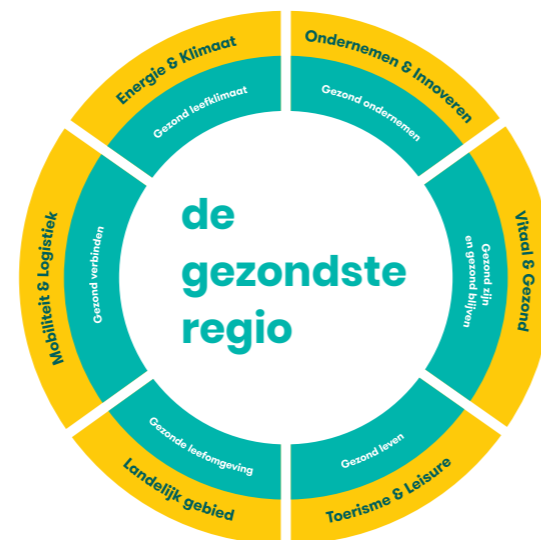 de
gezondste
regio
Ondernemen & Innoveren
Gezond ondernemen
Vitaal & Gezond
Gezond zijn
en gezond blijven
Toerisme & Leisure
Gezond leven
Landelijk gebied
Gezonde leefomgeving
Mobiliteit & Logistiek
Gezond verbinden
Energie & Klimaat
Gezond leefklimaat